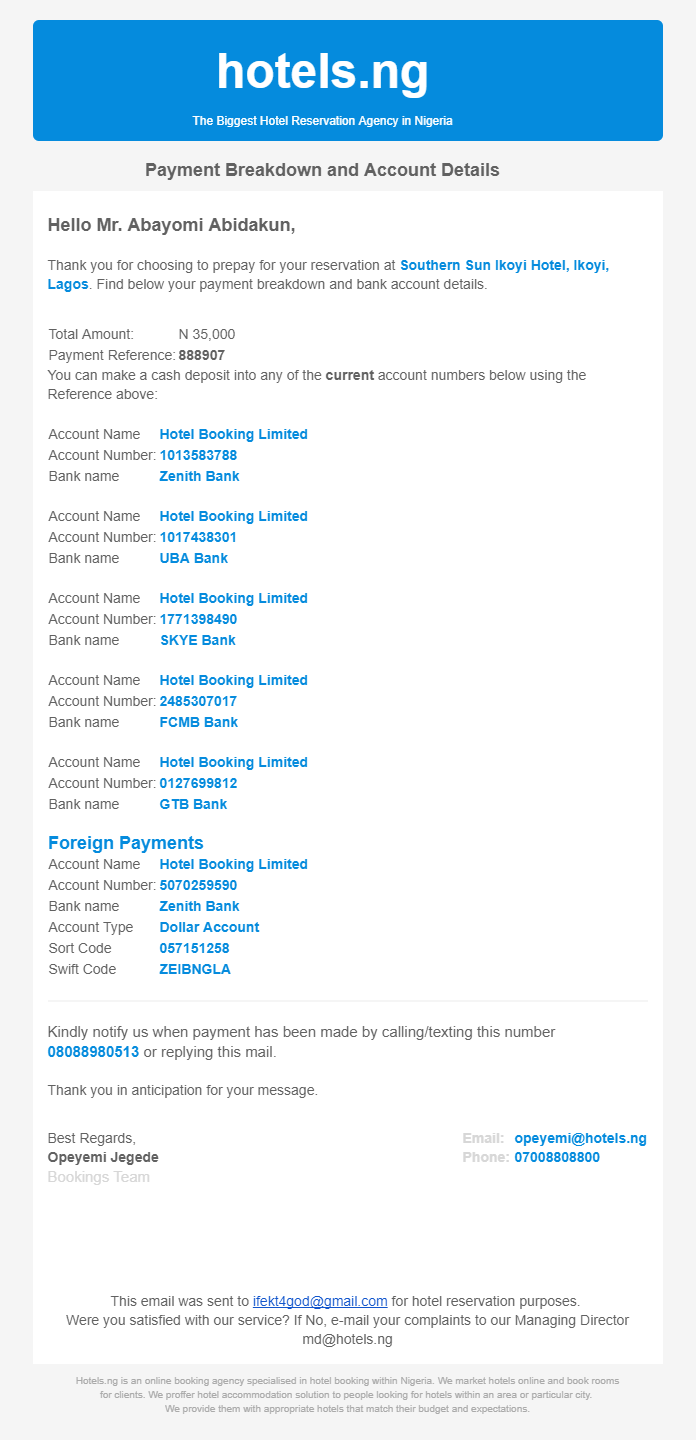 hotels.ng
The Biggest Hotel Reservation Agency in Nigeria
Payment Breakdown and Account Details
Hello Mr. Abayomi Abidakun,
Thank you for choosing to prepay for your reservation at Southern Sun Ikoyi Hotel, Ikoyi,
Lagos. Find below your payment breakdown and bank account details.
Total Amount: N 35,000
Payment Reference: 888907
You can make a cash deposit into any of the current account numbers below using the
Reference above:
Account Name Hotel Booking Limited
Account Number: 1013583788
Bank name Zenith Bank
Account Name Hotel Booking Limited
Account Number: 1017438301
Bank name UBA Bank
Account Name Hotel Booking Limited
Account Number: 1771398490
Bank name SKYE Bank
Account Name Hotel Booking Limited
Account Number: 2485307017
Bank name FCMB Bank
Account Name Hotel Booking Limited
Account Number: 0127699812
Bank name GTB Bank
Foreign Payments
Account Name Hotel Booking Limited
Account Number: 5070259590
Bank name Zenith Bank
Account Type Dollar Account
Sort Code 057151258
Swift Code ZEIBNGLA
Kindly notify us when payment has been made by calling/texting this number
08088980513 or replying this mail.
Thank you in anticipation for your message.
Best Regards,
Opeyemi Jegede
Bookings Team
Email: opeyemi@hotels.ng
Phone: 07008808800
This email was sent to ifekt4god@gmail.com for hotel reservation purposes.
Were you satisfied with our service? If No, e-mail your complaints to our Managing Director
md@hotels.ng
Hotels.ng is an online booking agency specialised in hotel booking within Nigeria. We market hotels online and book rooms
for clients. We proffer hotel accommodation solution to people looking for hotels within an area or particular city.
We provide them with appropriate hotels that match their budget and expectations.